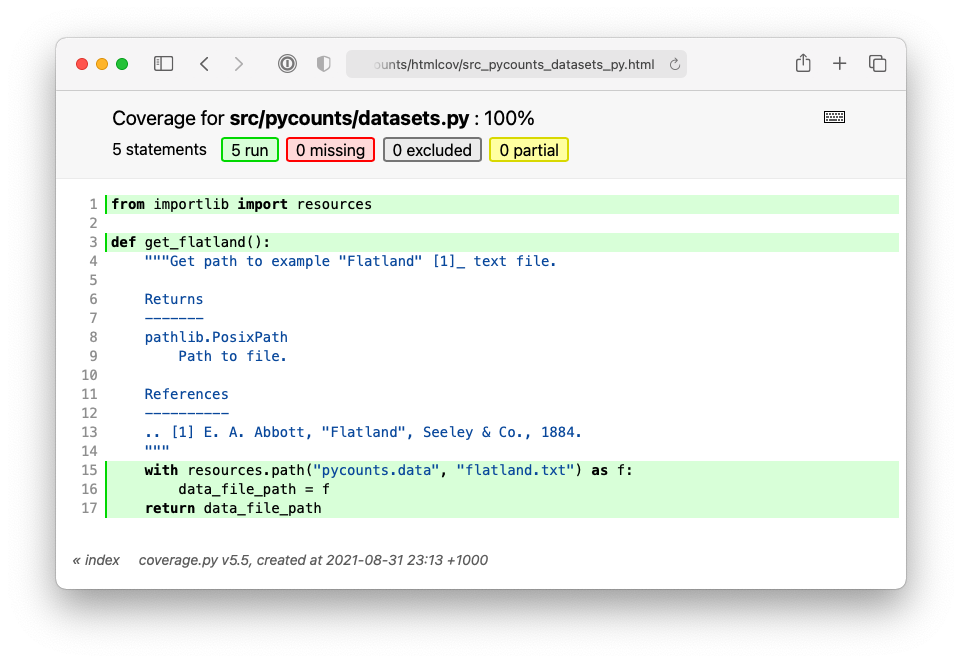 ounts/htmlcov/src_pycounts_datasets_py.html
Coverage for src/pycounts/datasets.py : 100%
5 statements 5 run 0 missing 0 excluded 0 partial
1 from importlib import resources
2
3 def get_flatland():
4     """Get path to example "Flatland" [1]_ text file.
5
6     Returns
7     -------
8     pathlib.PosixPath
9         Path to file.
10
11     References
12     ----------
13     .. [1] E. A. Abbott, "Flatland", Seeley & Co., 1884.
14     """
15     with resources.path("pycounts.data", "flatland.txt") as f:
16         data_file_path = f
17     return data_file_path
« index coverage.py v5.5, created at 2021-08-31 23:13 +1000